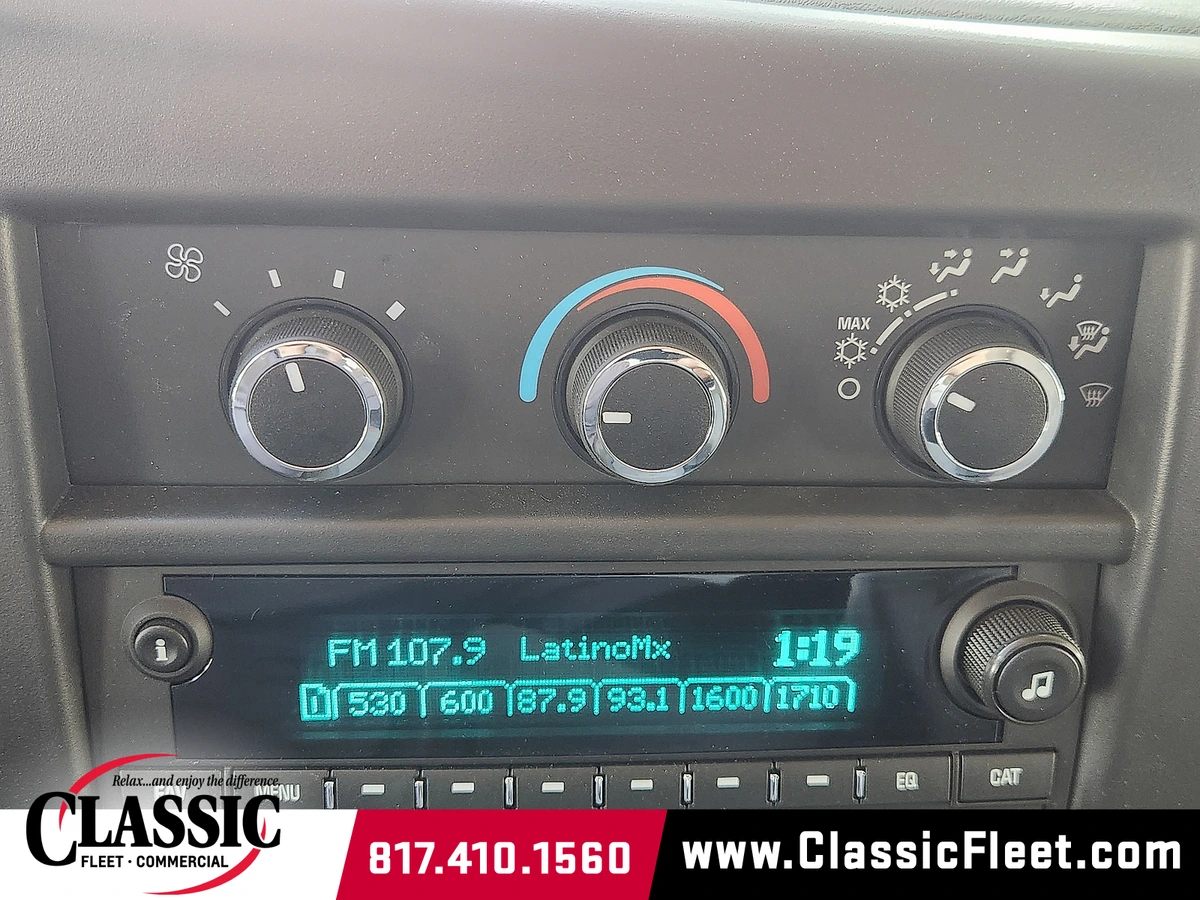 MAX
i
FM 107.9 LatinoMx 1:19
D 530 600 87.9 93.1 1600 1710
MENU EQ CAT
Relax...and enjoy the difference.
CLASSIC
FLEET · COMMERCIAL
817.410.1560
www.ClassicFleet.com